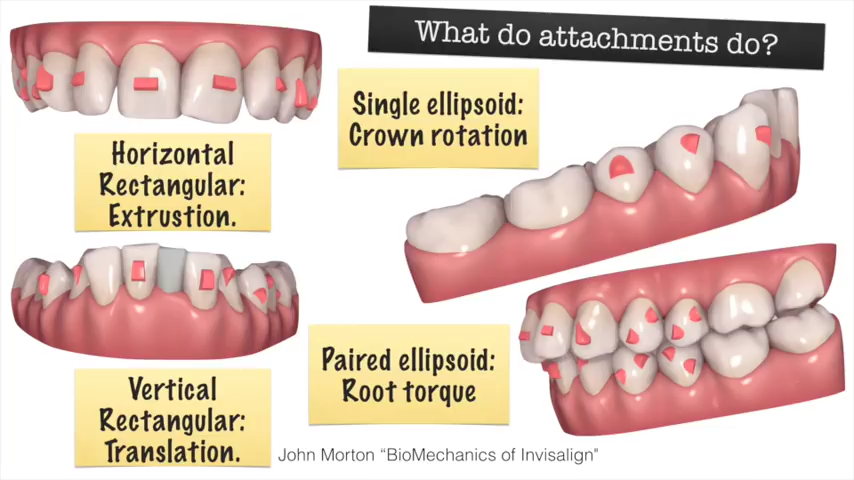 What do attachments do?
Single ellipsoid:
Crown rotation
Horizontal
Rectangular:
Extrustion.
Paired ellipsoid:
Root torque
Vertical
Rectangular:
Translation.
John Morton “BioMechanics of Invisalign"